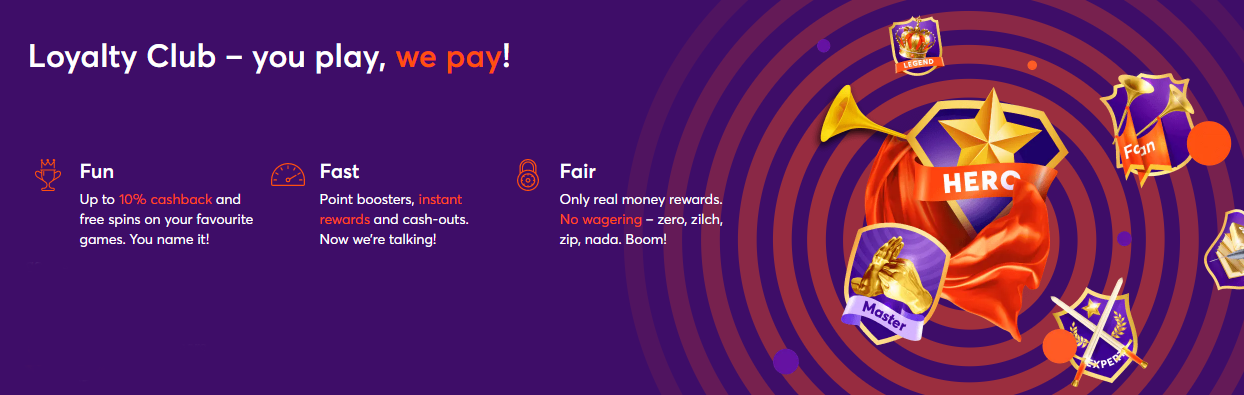 Loyalty Club – you play, we pay!
Fun
Up to 10% cashback and
free spins on your favourite
games. You name it!
Fast
Point boosters, instant
rewards and cash-outs.
Now we're talking!
Fair
Only real money rewards.
No wagering – zero, zilch,
zip, nada. Boom!
LEGEND
HERO
Master
EXPERT